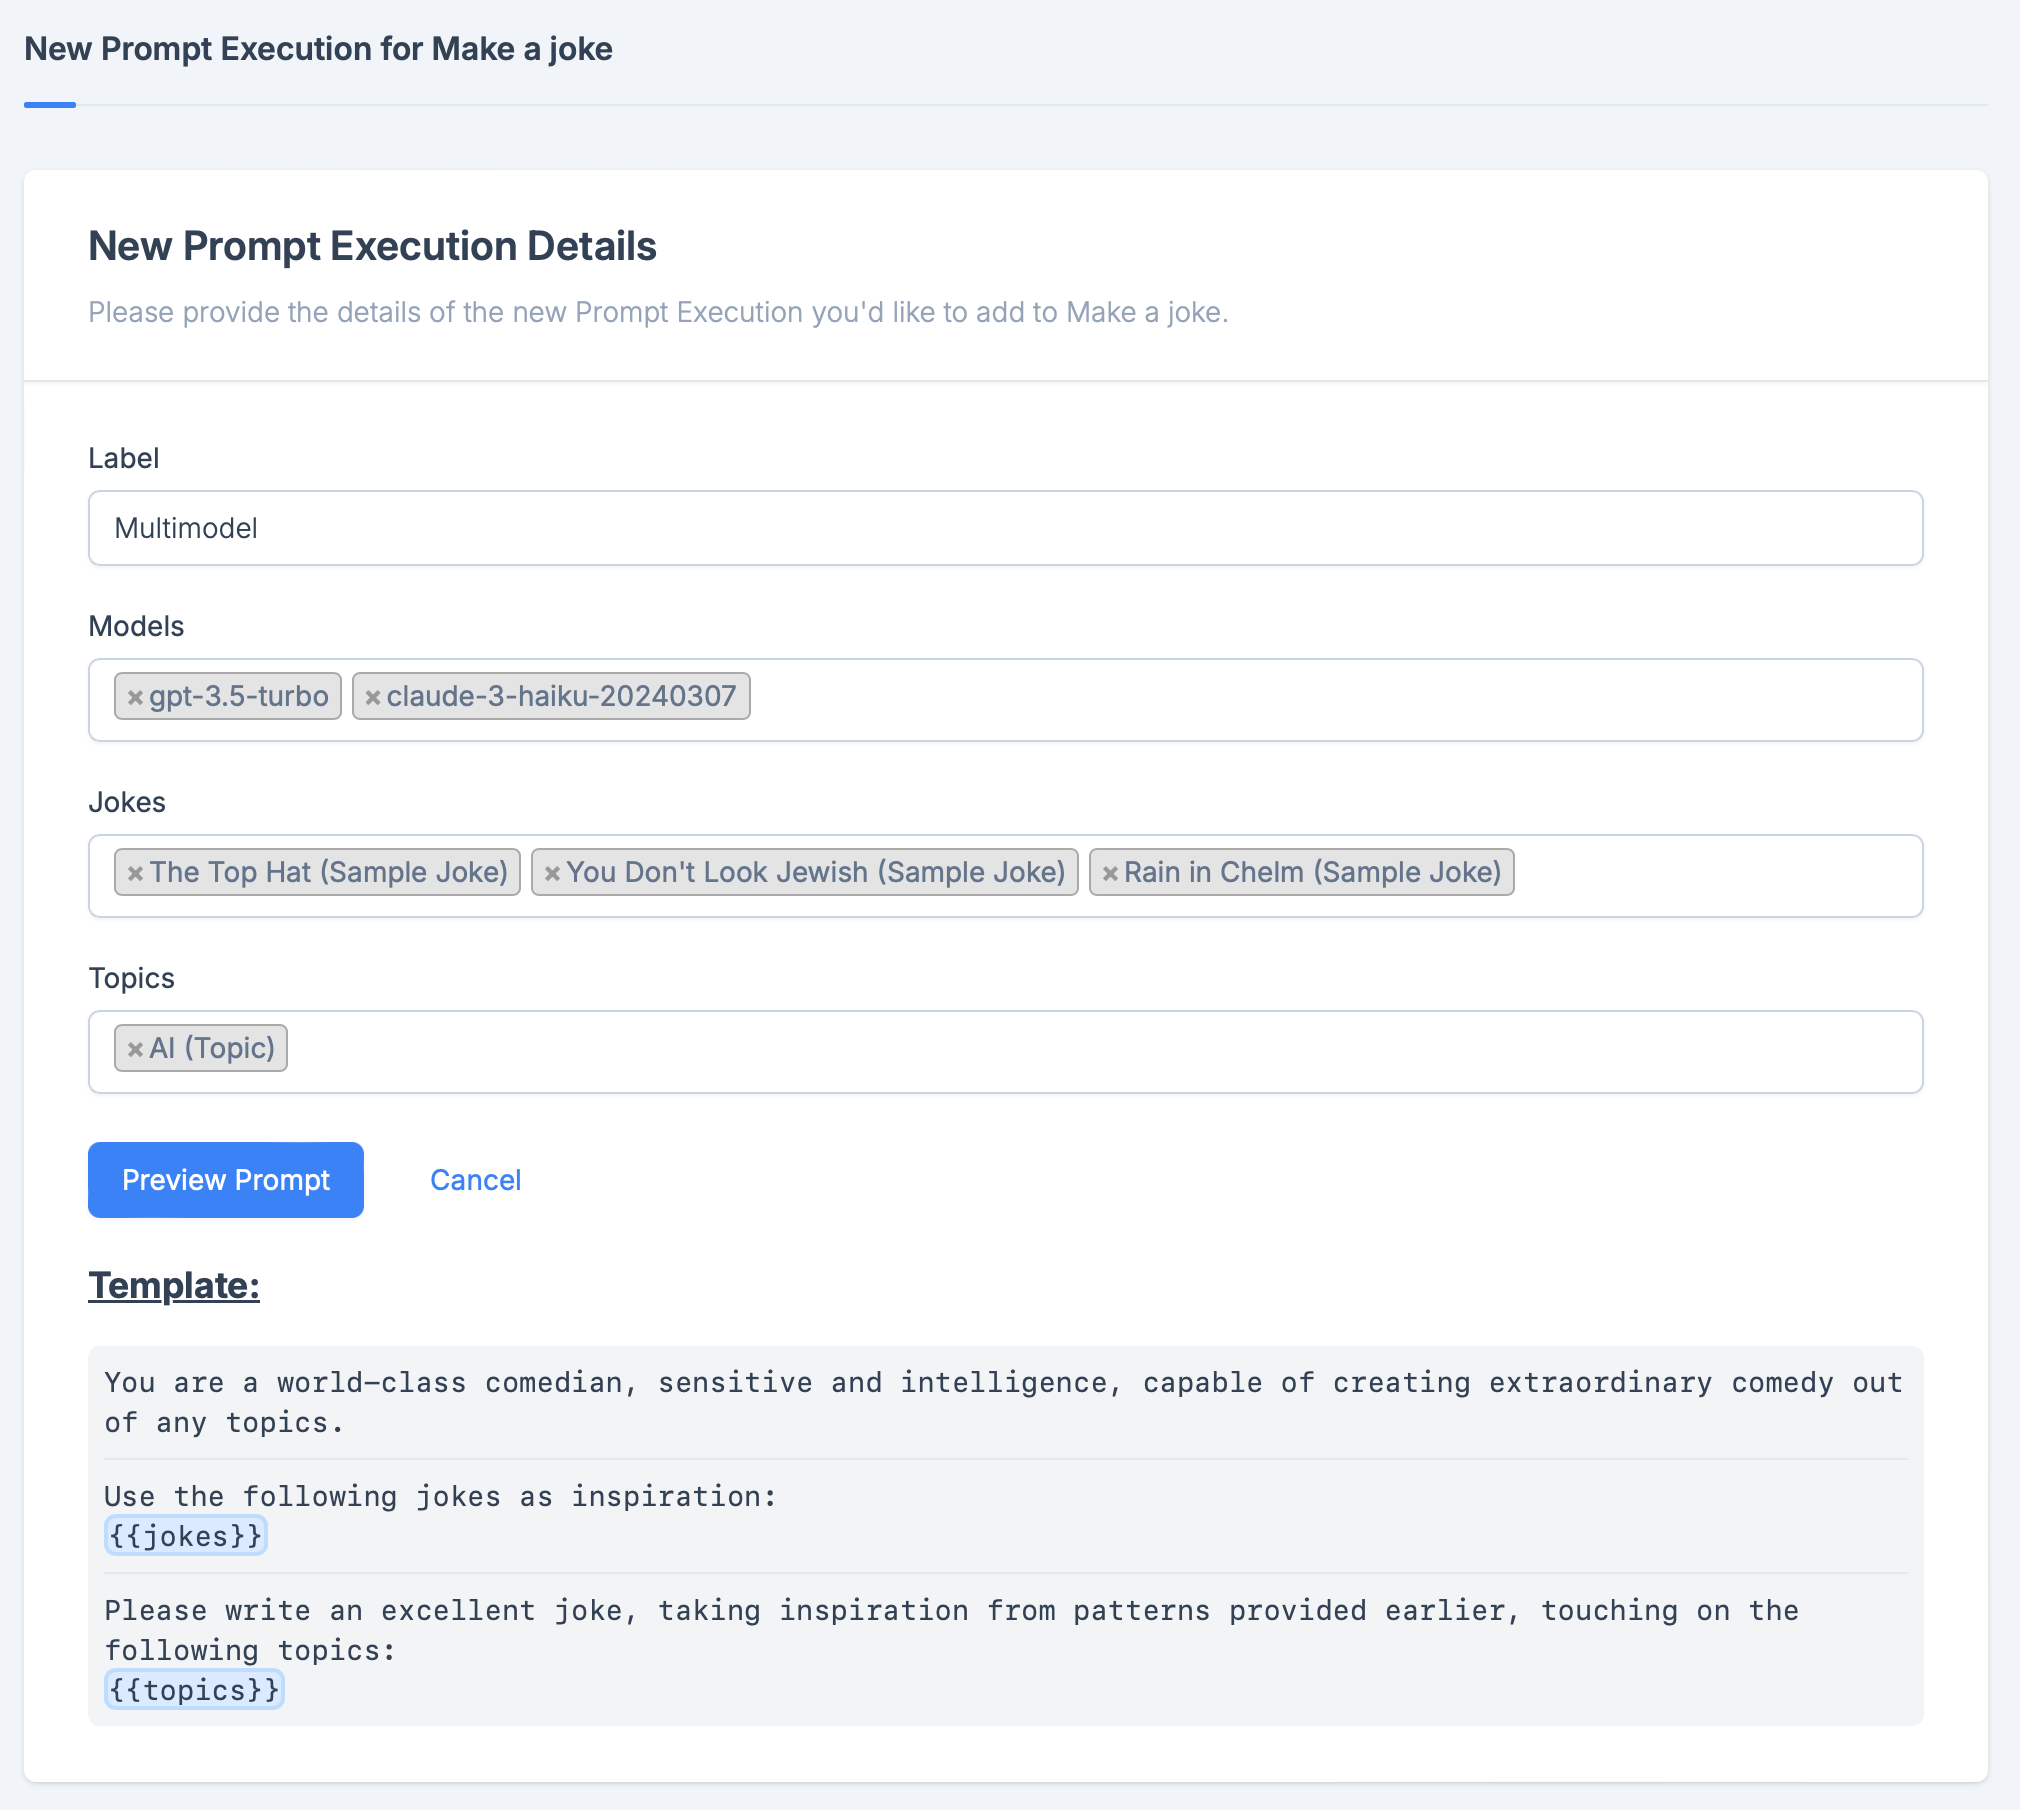 New Prompt Execution for Make a joke
New Prompt Execution Details
Please provide the details of the new Prompt Execution you'd like to add to Make a joke.
Label
Multimodel
Models
×gpt-3.5-turbo ×claude-3-haiku-20240307
Jokes
×The Top Hat (Sample Joke) ×You Don't Look Jewish (Sample Joke) ×Rain in Chelm (Sample Joke)
Topics
×AI (Topic)
Preview Prompt Cancel
Template:
You are a world-class comedian, sensitive and intelligence, capable of creating extraordinary comedy out
of any topics.
Use the following jokes as inspiration:
{{jokes}}
Please write an excellent joke, taking inspiration from patterns provided earlier, touching on the
following topics:
{{topics}}